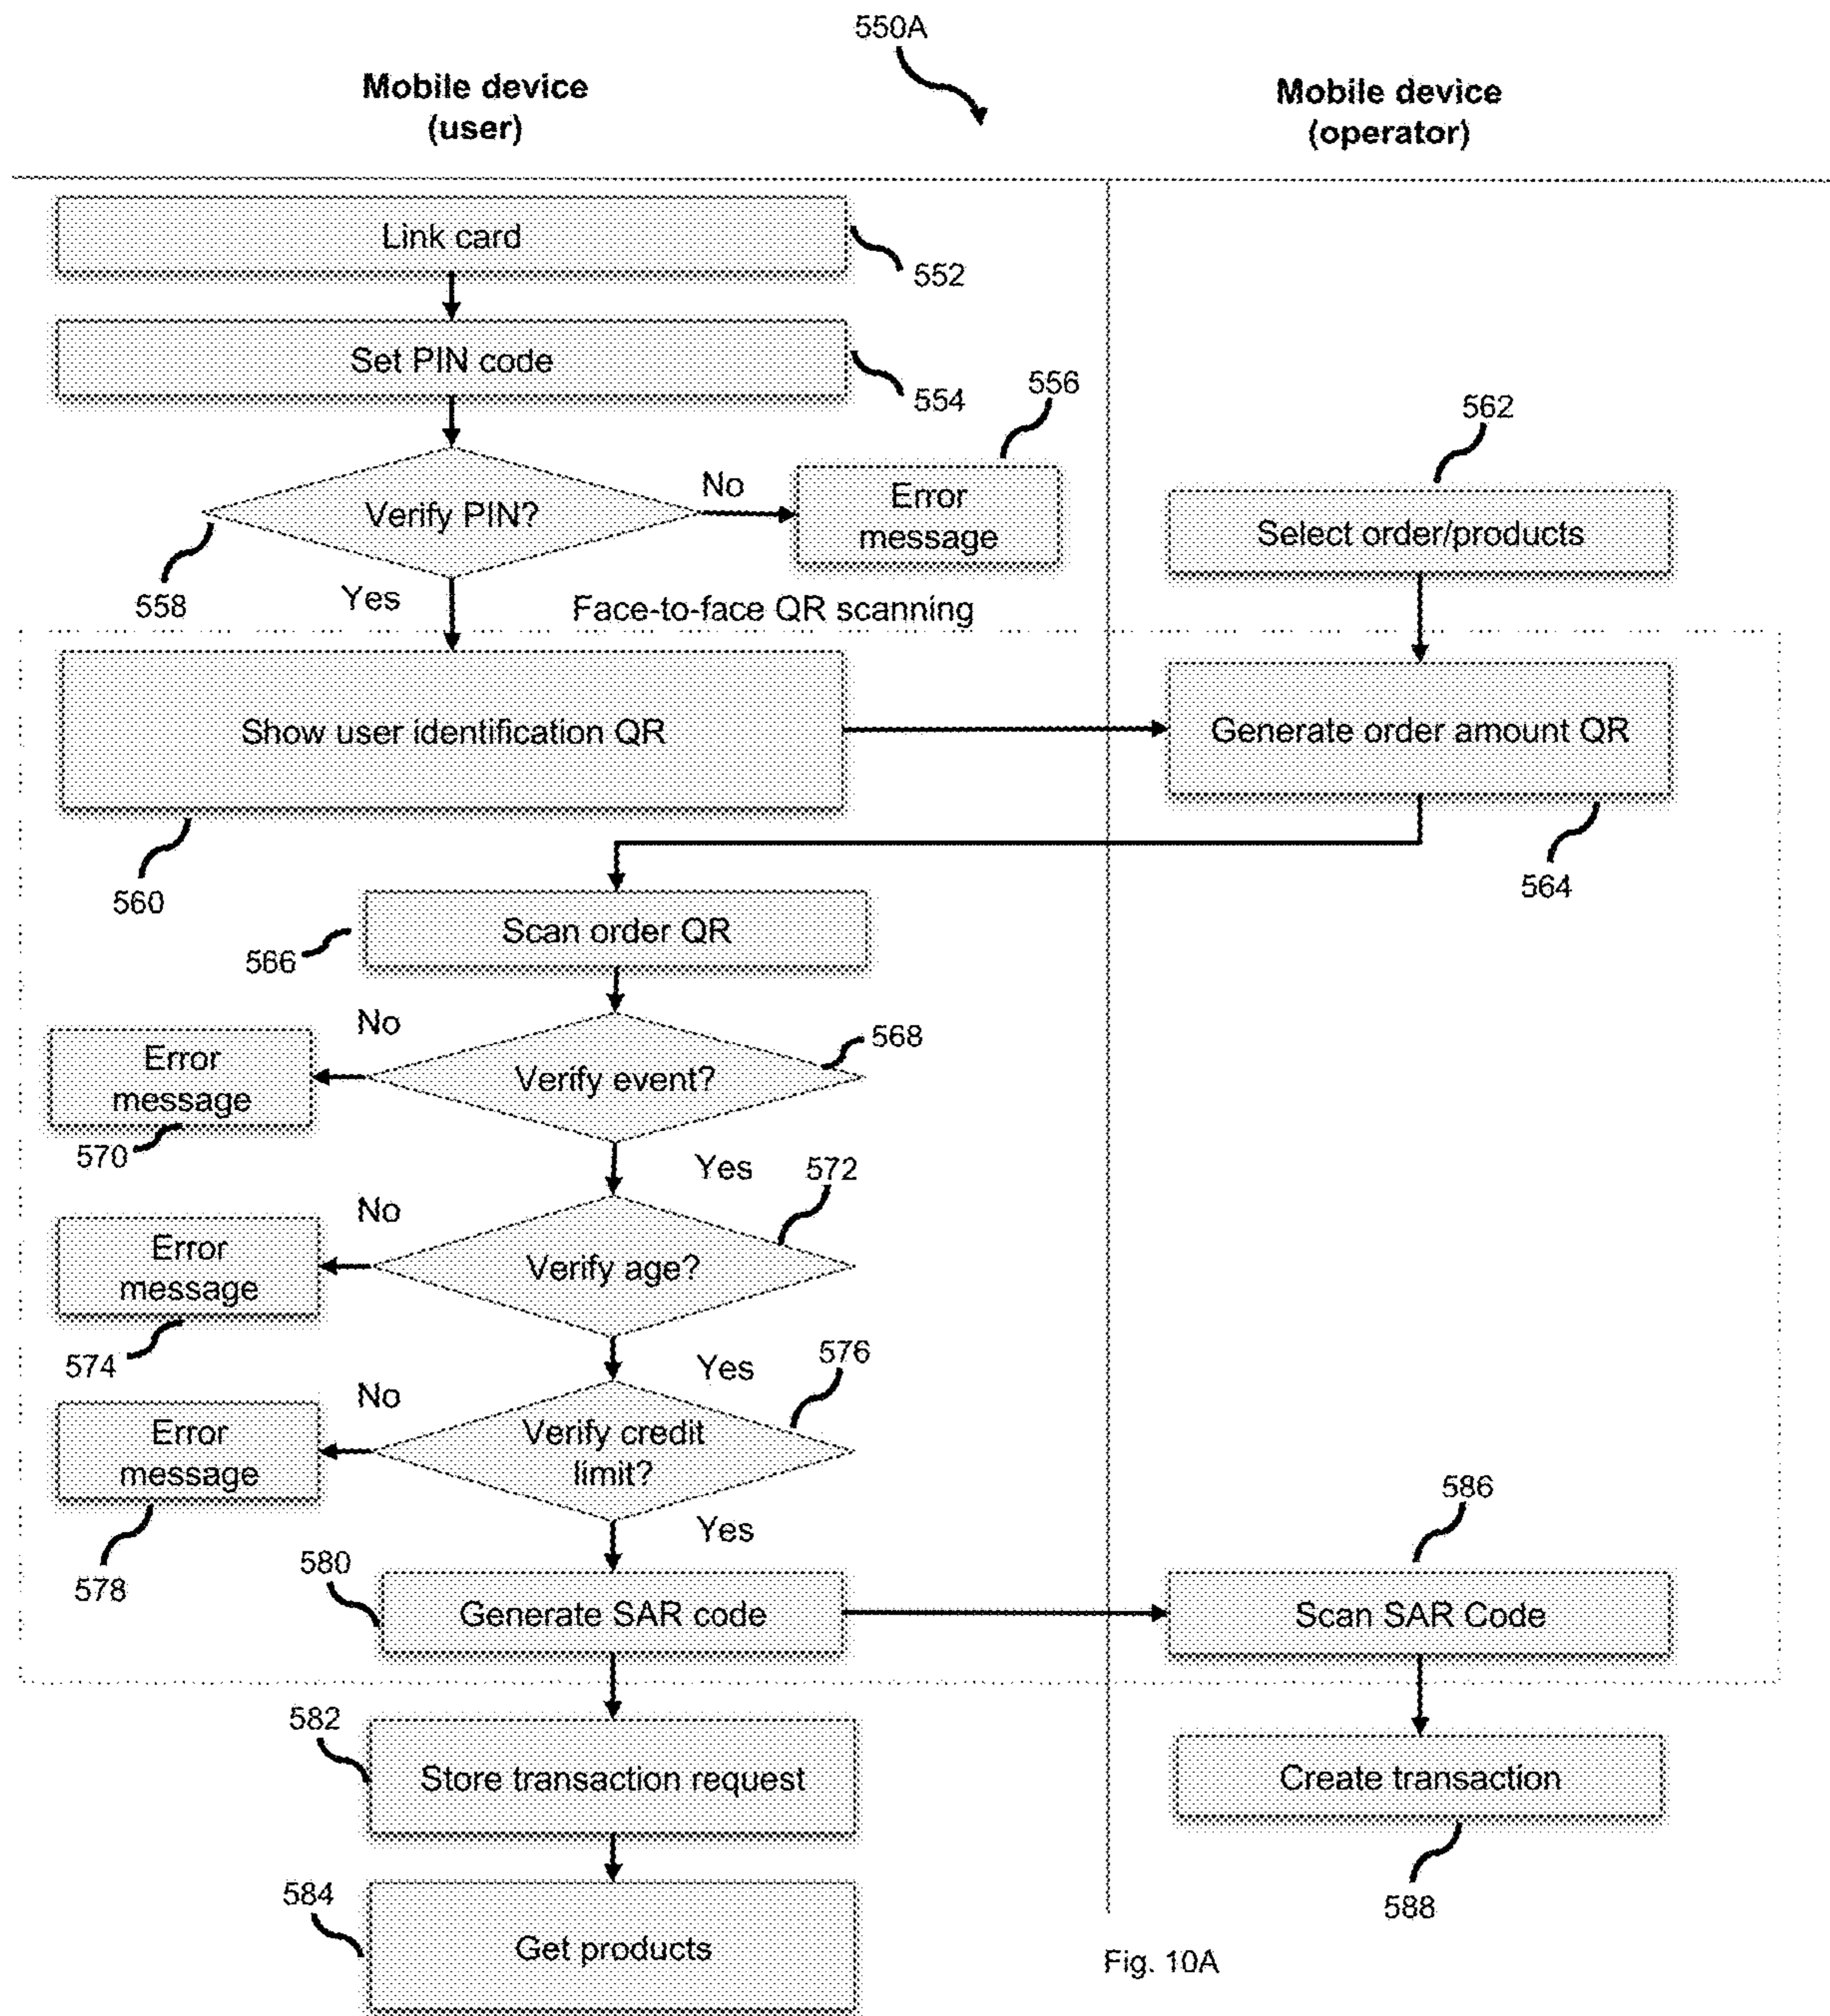 550A
Mobile device
(user)
Mobile device
(operator)
Link card
552
Set PIN code
554
556
562
Verify PIN?
No
Error
message
Select order/products
558
Yes
Face-to-face QR scanning
Show user identification QR
Generate order amount QR
560
564
Scan order QR
566
No
568
Error
message
Verify event?
570
Yes
572
No
Error
message
Verify age?
574
Yes
576
No
Error
message
Verify credit
limit?
578
Yes
586
580
Generate SAR code
Scan SAR Code
582
Store transaction request
Create transaction
584
588
Get products
Fig. 10A